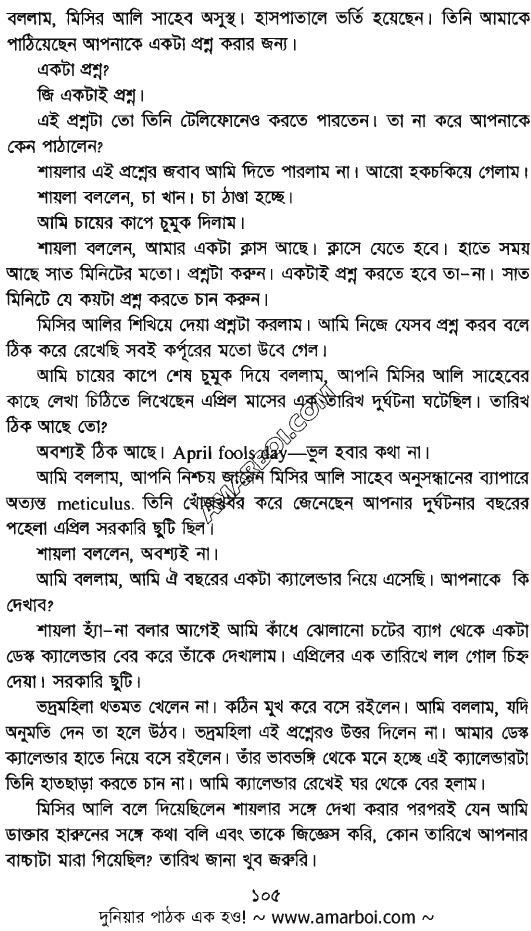 বললাম, মিসির আলি সাহেব অসুস্থ। হাসপাতালে ভর্তি হয়েছেন। তিনি আমাকে
পাঠিয়েছেন আপনাকে একটা প্রশ্ন করার জন্য।
একটা প্রশ্ন?
জি একটাই প্রশ্ন।
এই প্রশ্নটা তো তিনি টেলিফোনেও করতে পারতেন। তা না করে আপনাকে
কেন পাঠালেন?
শায়লার এই প্রশ্নের জবাব আমি দিতে পারলাম না। আরো হকচকিয়ে গেলাম।
শায়লা বললেন, চা খান। চা ঠাণ্ডা হচ্ছে।
আমি চায়ের কাপে চুমুক দিলাম।
শায়লা বললেন, আমার একটা ক্লাস আছে। ক্লাসে যেতে হবে। হাতে সময়
আছে সাত মিনিটের মতো। প্রশ্নটা করুন। একটাই প্রশ্ন করতে হবে তা–না। সাত
মিনিটে যে কয়টা প্রশ্ন করতে চান করুন।
মিসির আলির শিখিয়ে দেয়া প্রশ্নটা করলাম। আমি নিজে যেসব প্রশ্ন করব বলে
ঠিক করে রেখেছি সবই কর্পূরের মতো উবে গেল।
আমি চায়ের কাপে শেষ চুমুক দিয়ে বললাম, আপনি মিসির আলি সাহেবের
কাছে লেখা চিঠিতে লিখেছেন এপ্রিল মাসের এক তারিখ দুর্ঘটনা ঘটেছিল। তারিখ
ঠিক আছে তো?
অবশ্যই ঠিক আছে। April fools day—ভুল হবার কথা না।
আমি বললাম, আপনি নিশ্চয় জানেন মিসির আলি সাহেব অনুসন্ধানের ব্যাপারে
অত্যন্ত meticulus. তিনি খোঁজখবর করে জেনেছেন আপনার দুর্ঘটনার বছরের
পহেলা এপ্রিল সরকারি ছুটি ছিল।
শায়লা বললেন, অবশ্যই না।
আমি বললাম, আমি ঐ বছরের একটা ক্যালেন্ডার নিয়ে এসেছি। আপনাকে কি
দেখাব?
শায়লা হ্যাঁ–না বলার আগেই আমি কাঁধে ঝোলানো চটের ব্যাগ থেকে একটা
ডেস্ক ক্যালেন্ডার বের করে তাঁকে দেখালাম। এপ্রিলের এক তারিখে লাল গোল চিহ্ন
দেয়া। সরকারি ছুটি।
ভদ্রমহিলা থতমত খেলেন না। কঠিন মুখ করে বসে রইলেন। আমি বললাম, যদি
অনুমতি দেন তা হলে উঠব। ভদ্রমহিলা এই প্রশ্নেরও উত্তর দিলেন না। আমার ডেস্ক
ক্যালেন্ডার হাতে নিয়ে বসে রইলেন। তাঁর ভাবভঙ্গি থেকে মনে হচ্ছে এই ক্যালেন্ডারটা
তিনি হাতছাড়া করতে চান না। আমি ক্যালেন্ডার রেখেই ঘর থেকে বের হলাম।
মিসির আলি বলে দিয়েছিলেন শায়লার সঙ্গে দেখা করার পরপরই যেন আমি
ডাক্তার হারুনের সঙ্গে কথা বলি এবং তাকে জিজ্ঞেস করি, কোন তারিখে আপনার
বাচ্চাটা মারা গিয়েছিল? তারিখ জানা খুব জরুরি।
১০৫
দুনিয়ার পাঠক এক হও! ~ www.amarboi.com ~
AMARBOI.COM